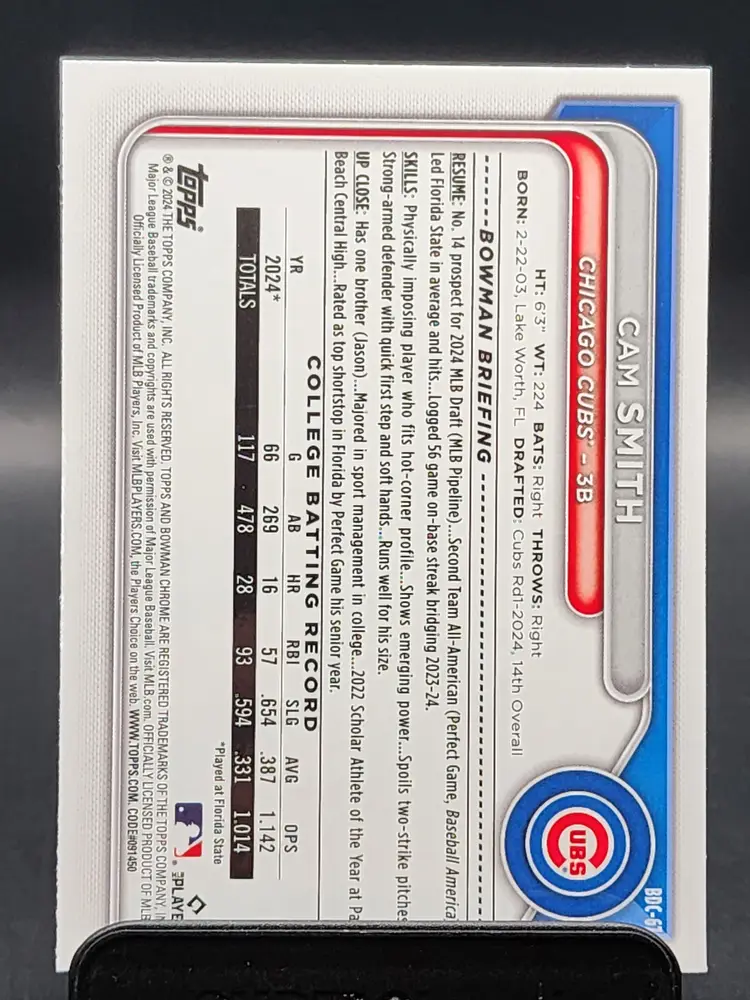 BDC-6
CAM SMITH
CHICAGO CUBS® – 3B
CUBS®
HT: 6'3" WT: 224 BATS: Right THROWS: Right
BORN: 2-22-03, Lake Worth, FL DRAFTED: Cubs Rd1-2024, 14th Overall
BOWMAN BRIEFING
RESUME: No. 14 prospect for 2024 MLB Draft (MLB Pipeline)...Second Team All-American (Perfect Game, Baseball America
Led Florida State in average and hits...logged 56 game on-base streak bridging 2023-24.
SKILLS: Physically imposing player who fits hot-corner profile...Shows emerging power...Spoils two-strike pitches
Strong-armed defender with quick first step and soft hands...Runs well for his size.
UP CLOSE: Has one brother (Jason)...Majored in sport management in college...2022 Scholar Athlete of the Year at Pa
Beach Central High...Rated as top shortstop in Florida by Perfect Game his senior year.
COLLEGE BATTING RECORD
YR G AB HR RBI SLG AVG OPS
2024* 66 269 16 57 .654 .387 1.142
TOTALS 117 478 28 93 .594 .331 1.014
*Played at Florida State
topps®
® & © 2024 THE TOPPS COMPANY, INC. ALL RIGHTS RESERVED. TOPPS AND BOWMAN CHROME ARE REGISTERED TRADEMARKS OF THE TOPPS COMPANY, IN
Major League Baseball trademarks and copyrights are used with permission of Major League Baseball. Visit MLB.com. OFFICIALLY LICENSED PRODUCT OF MLB
Officially Licensed Product of MLB Players, Inc. Visit MLBPLAYERS.COM, the Players Choice on the web. WWW.TOPPS.COM. CODE#091450
PLAYE